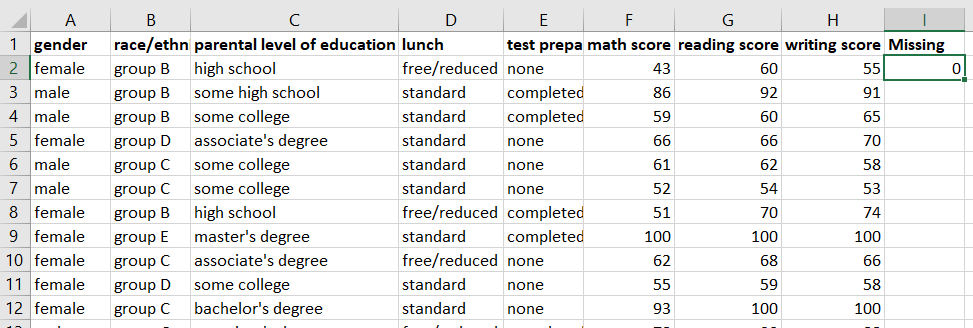 A B C D E F G H I
1 gender race/ethn parental level of education lunch test prepa math score reading score writing score Missing
2 female group B high school free/reduced none 43 60 55 0
3 male group B some high school standard completed 86 92 91
4 male group B some college standard completed 59 60 65
5 female group D associate's degree standard none 66 66 70
6 male group C some college standard none 61 62 58
7 male group C some college standard none 52 54 53
8 female group B high school free/reduced completed 51 70 74
9 female group E master's degree standard completed 100 100 100
10 female group C associate's degree free/reduced none 62 68 66
11 female group D some college standard none 55 59 58
12 female group C bachelor's degree standard none 93 100 100